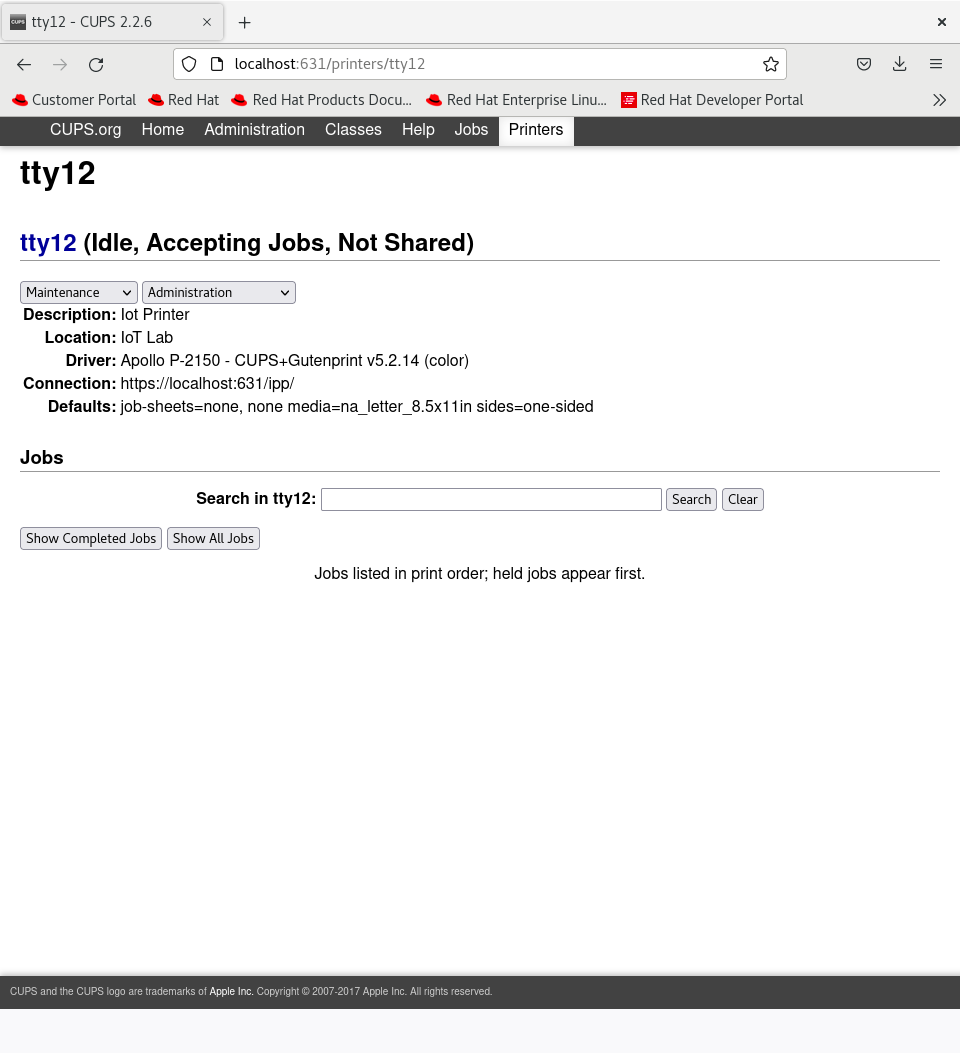 CUPS tty12 - CUPS 2.2.6
localhost:631/printers/tty12
Customer Portal Red Hat Red Hat Products Docu... Red Hat Enterprise Linu... Red Hat Developer Portal
CUPS.org Home Administration Classes Help Jobs Printers
tty12
tty12 (Idle, Accepting Jobs, Not Shared)
Maintenance Administration
Description: Iot Printer
Location: IoT Lab
Driver: Apollo P-2150 - CUPS+Gutenprint v5.2.14 (color)
Connection: https://localhost:631/ipp/
Defaults: job-sheets=none, none media=na_letter_8.5x11in sides=one-sided
Jobs
Search in tty12: Search Clear
Show Completed Jobs Show All Jobs
Jobs listed in print order; held jobs appear first.
CUPS and the CUPS logo are trademarks of Apple Inc. Copyright © 2007-2017 Apple Inc. All rights reserved.